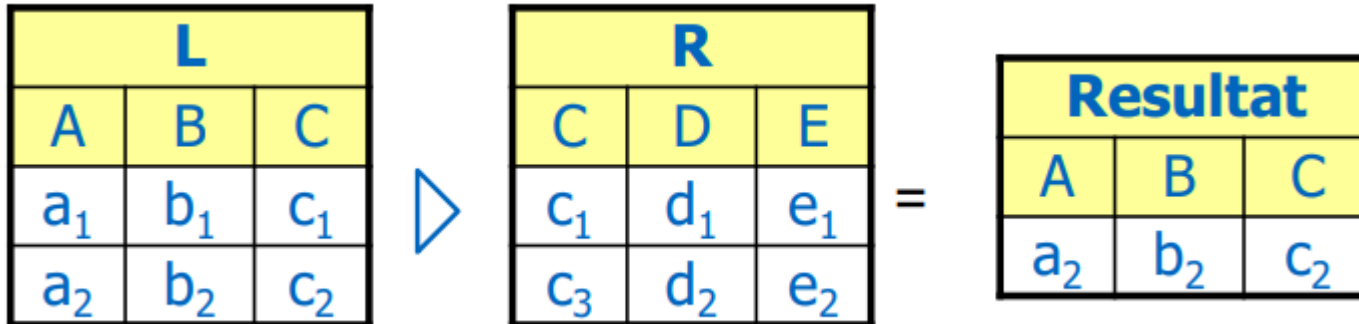 L
A B C
a₁ b₁ c₁
a₂ b₂ c₂
▷
R
C D E
c₁ d₁ e₁
c₃ d₂ e₂
=
Resultat
A B C
a₂ b₂ c₂